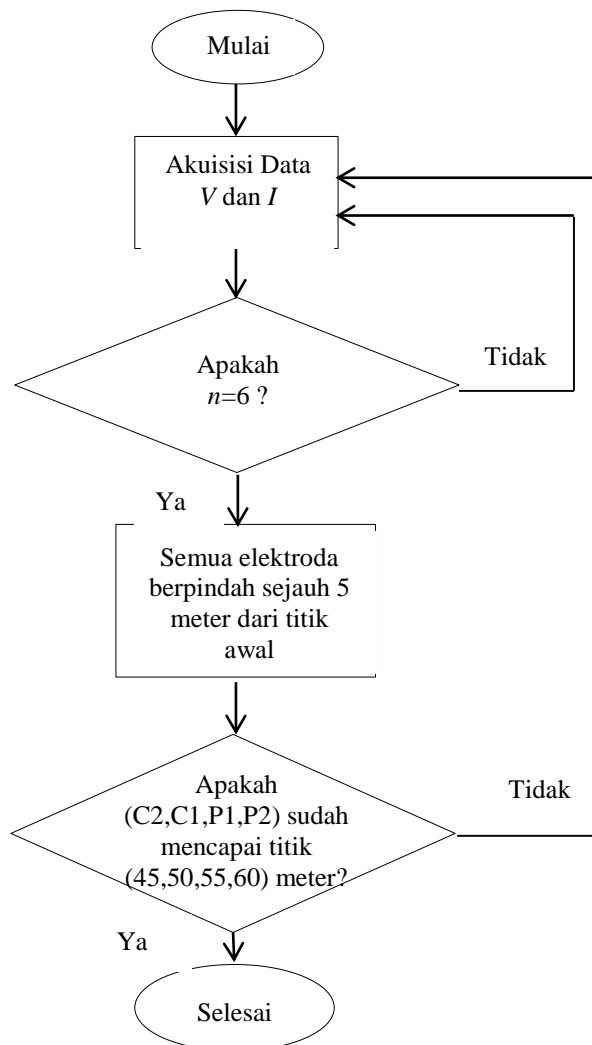 Mulai
Akuisisi Data
V dan I
Apakah
n=6 ?
Tidak
Ya
Semua elektroda
berpindah sejauh 5
meter dari titik
awal
Apakah
(C2,C1,P1,P2) sudah
mencapai titik
(45,50,55,60) meter?
Tidak
Ya
Selesai